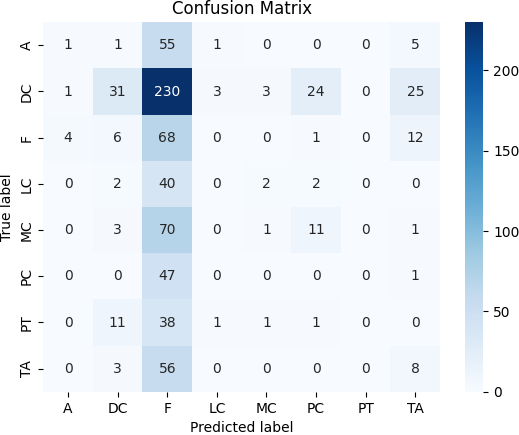 Confusion Matrix
A 1 1 55 1 0 0 0 5
DC 1 31 230 3 3 24 0 25
F 4 6 68 0 0 1 0 12
LC 0 2 40 0 2 2 0 0
MC 0 3 70 0 1 11 0 1
PC 0 0 47 0 0 0 0 1
PT 0 11 38 1 1 1 0 0
TA 0 3 56 0 0 0 0 8
A DC F LC MC PC PT TA
Predicted label
True label
200
150
100
50
0